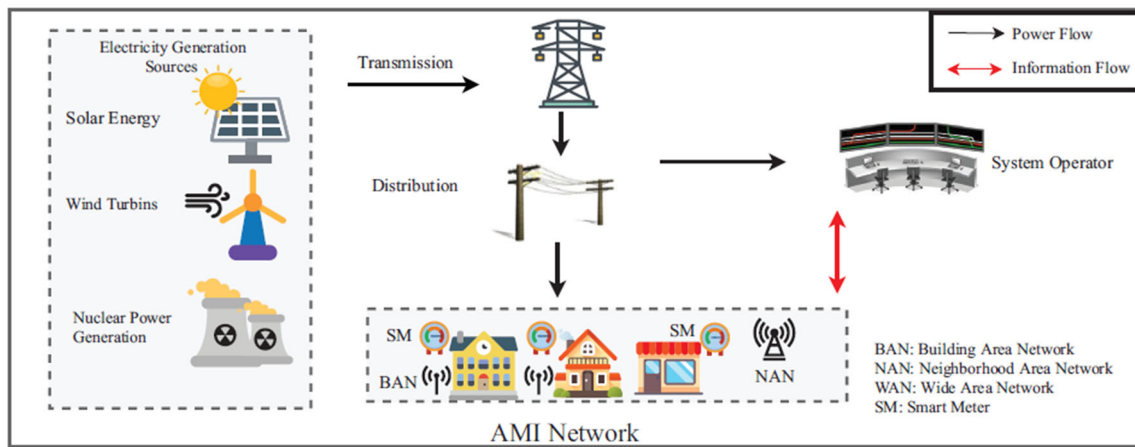 Electricity Generation
Sources
Solar Energy
Wind Turbins
Nuclear Power
Generation
Transmission
Distribution
Power Flow
Information Flow
System Operator
SM
BAN
SM
NAN
AMI Network
BAN: Building Area Network
NAN: Neighborhood Area Network
WAN: Wide Area Network
SM: Smart Meter